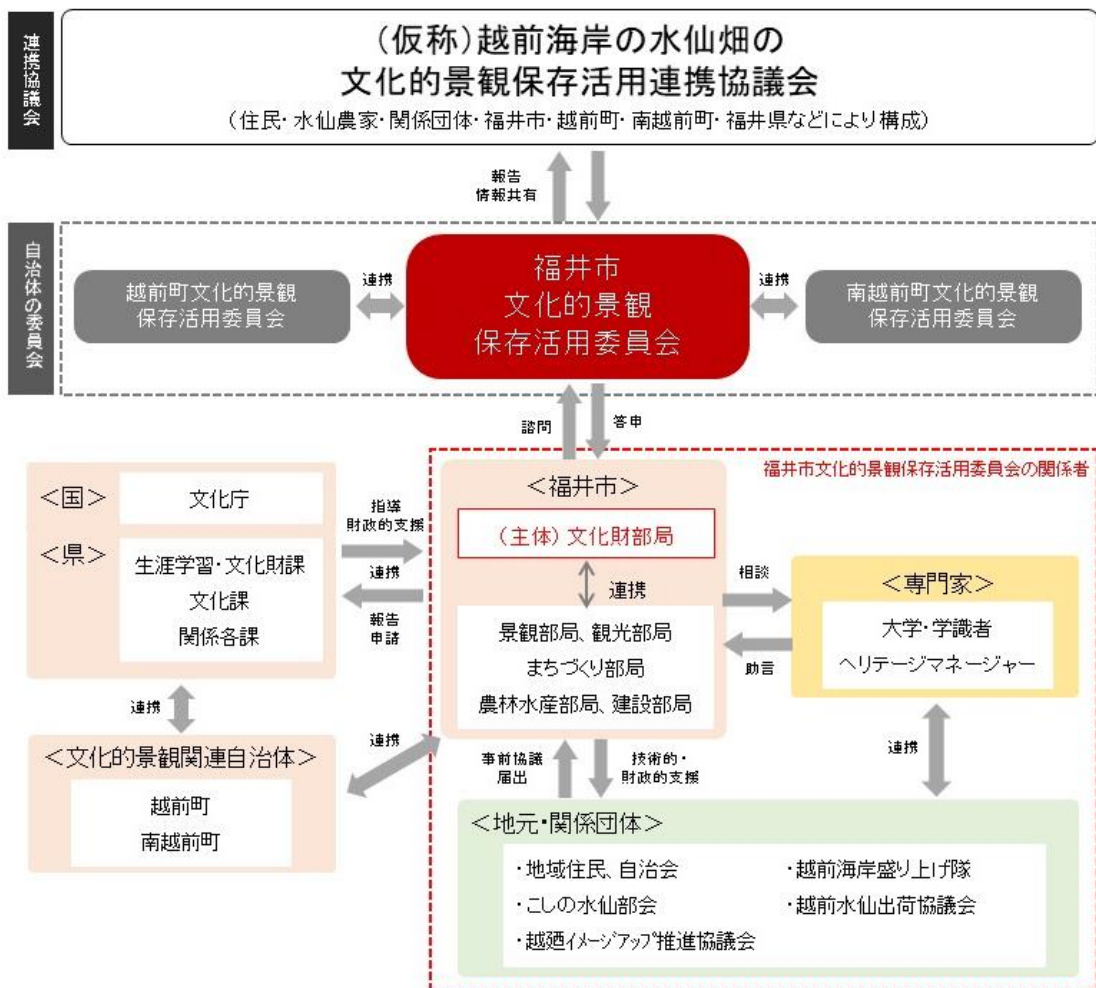 連携協議会
（仮称）越前海岸の水仙畑の
文化的景観保存活用連携協議会
（住民・水仙農家・関係団体・福井市・越前町・南越前町・福井県などにより構成）
報告
情報共有
自治体の委員会
越前町文化的景観
保存活用委員会
連携
福井市
文化的景観
保存活用委員会
連携
南越前町文化的景観
保存活用委員会
諮問
答申
福井市文化的景観保存活用委員会の関係者
＜国＞
文化庁
＜県＞
生涯学習・文化財課
文化課
関係各課
指導
財政的支援
連携
報告
申請
＜福井市＞
（主体）文化財部局
連携
景観部局、観光部局
まちづくり部局
農林水産部局、建設部局
相談
助言
＜専門家＞
大学・学識者
ヘリテージマネージャー
連携
＜文化的景観関連自治体＞
越前町
南越前町
連携
事前協議
届出
技術的・
財政的支援
連携
＜地元・関係団体＞
・地域住民、自治会
・こしの水仙部会
・越廼イメージアップ推進協議会
・越前海岸盛り上げ隊
・越前水仙出荷協議会